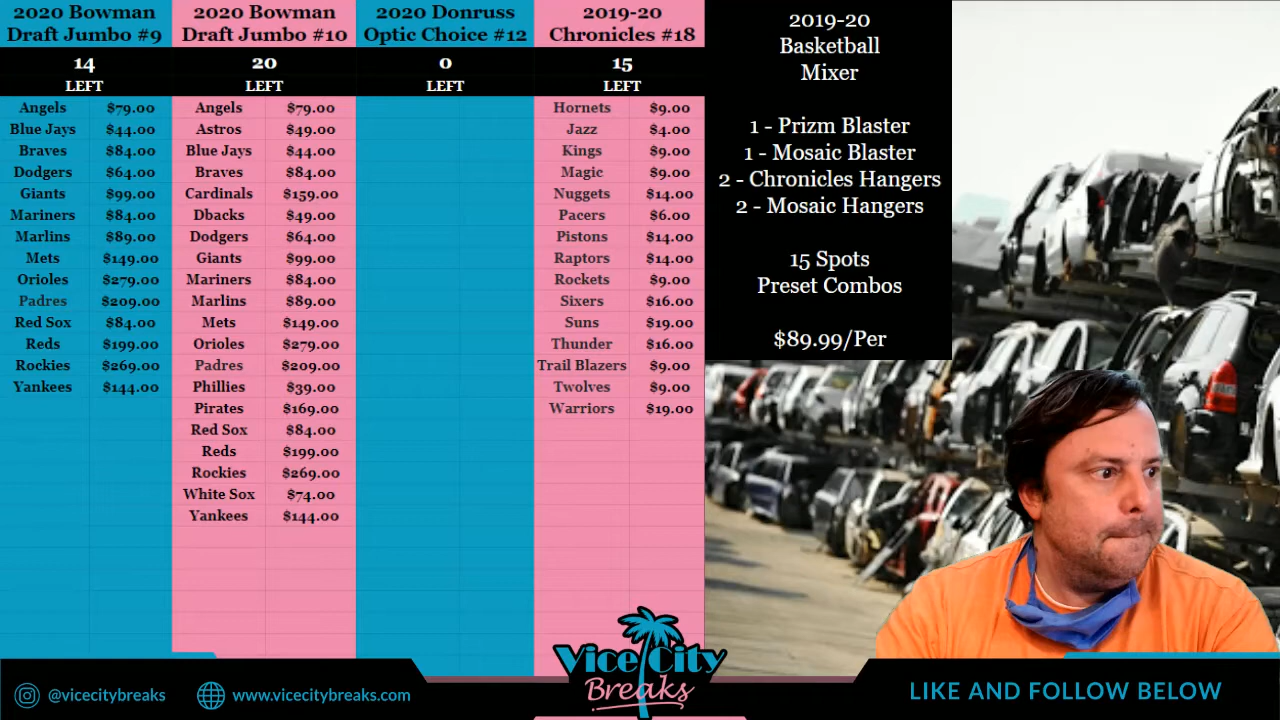 2020 Bowman
Draft Jumbo #9
14
LEFT
Angels $79.00
Blue Jays $44.00
Braves $84.00
Dodgers $64.00
Giants $99.00
Mariners $84.00
Marlins $89.00
Mets $149.00
Orioles $279.00
Padres $209.00
Red Sox $84.00
Reds $199.00
Rockies $269.00
Yankees $144.00
2020 Bowman
Draft Jumbo #10
20
LEFT
Angels $79.00
Astros $49.00
Blue Jays $44.00
Braves $84.00
Cardinals $159.00
Dbacks $49.00
Dodgers $64.00
Giants $99.00
Mariners $84.00
Marlins $89.00
Mets $149.00
Orioles $279.00
Padres $209.00
Phillies $39.00
Pirates $169.00
Red Sox $84.00
Reds $199.00
Rockies $269.00
White Sox $74.00
Yankees $144.00
2020 Donruss
Optic Choice #12
0
LEFT
2019-20
Chronicles #18
15
LEFT
Hornets $9.00
Jazz $4.00
Kings $9.00
Magic $9.00
Nuggets $14.00
Pacers $6.00
Pistons $14.00
Raptors $14.00
Rockets $9.00
Sixers $16.00
Suns $19.00
Thunder $16.00
Trail Blazers $9.00
Twolves $9.00
Warriors $19.00
2019-20
Basketball
Mixer
1 - Prizm Blaster
1 - Mosaic Blaster
2 - Chronicles Hangers
2 - Mosaic Hangers
15 Spots
Preset Combos
$89.99/Per
@vicecitybreaks
www.vicecitybreaks.com
Vice City
Breaks
LIKE AND FOLLOW BELOW